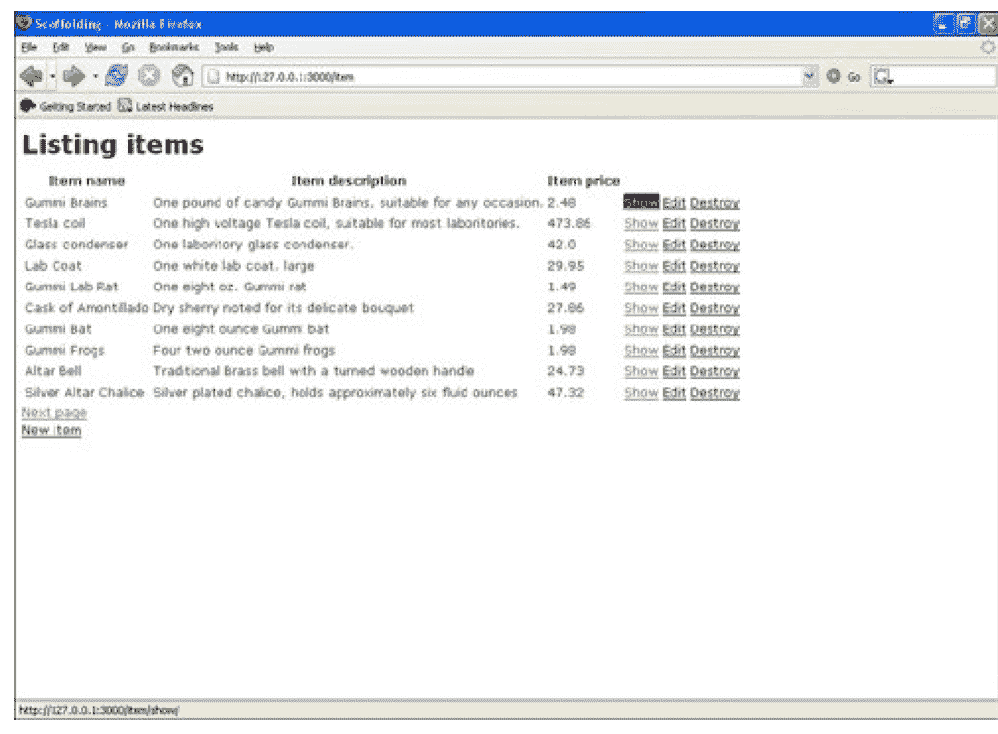 Scaffolding - Mozilla Firefox
File Edit View Go Bookmarks Tools Help
http://127.0.0.1:3000/item Go
Getting Started Latest Headlines
Listing items
Item name Item description Item price
Gummi Brains One pound of candy Gummi Brains, suitable for any occasion. 2.48 Show Edit Destroy
Tesla coil One high voltage Tesla coil, suitable for most laboritories. 473.86 Show Edit Destroy
Glass condenser One laboritory glass condenser. 42.0 Show Edit Destroy
Lab Coat One white lab coat, large 29.95 Show Edit Destroy
Gummi Lab Rat One eight oz. Gummi rat 1.49 Show Edit Destroy
Cask of Amontillado Dry sherry noted for its delicate bouquet 27.86 Show Edit Destroy
Gummi Bat One eight ounce Gummi bat 1.98 Show Edit Destroy
Gummi Frogs Four two ounce Gummi frogs 1.98 Show Edit Destroy
Altar Bell Traditional Brass bell with a turned wooden handle 24.73 Show Edit Destroy
Silver Altar Chalice Silver plated chalice, holds approximately six fluid ounces 47.32 Show Edit Destroy
Next page
New item
http://127.0.0.1:3000/item/show/